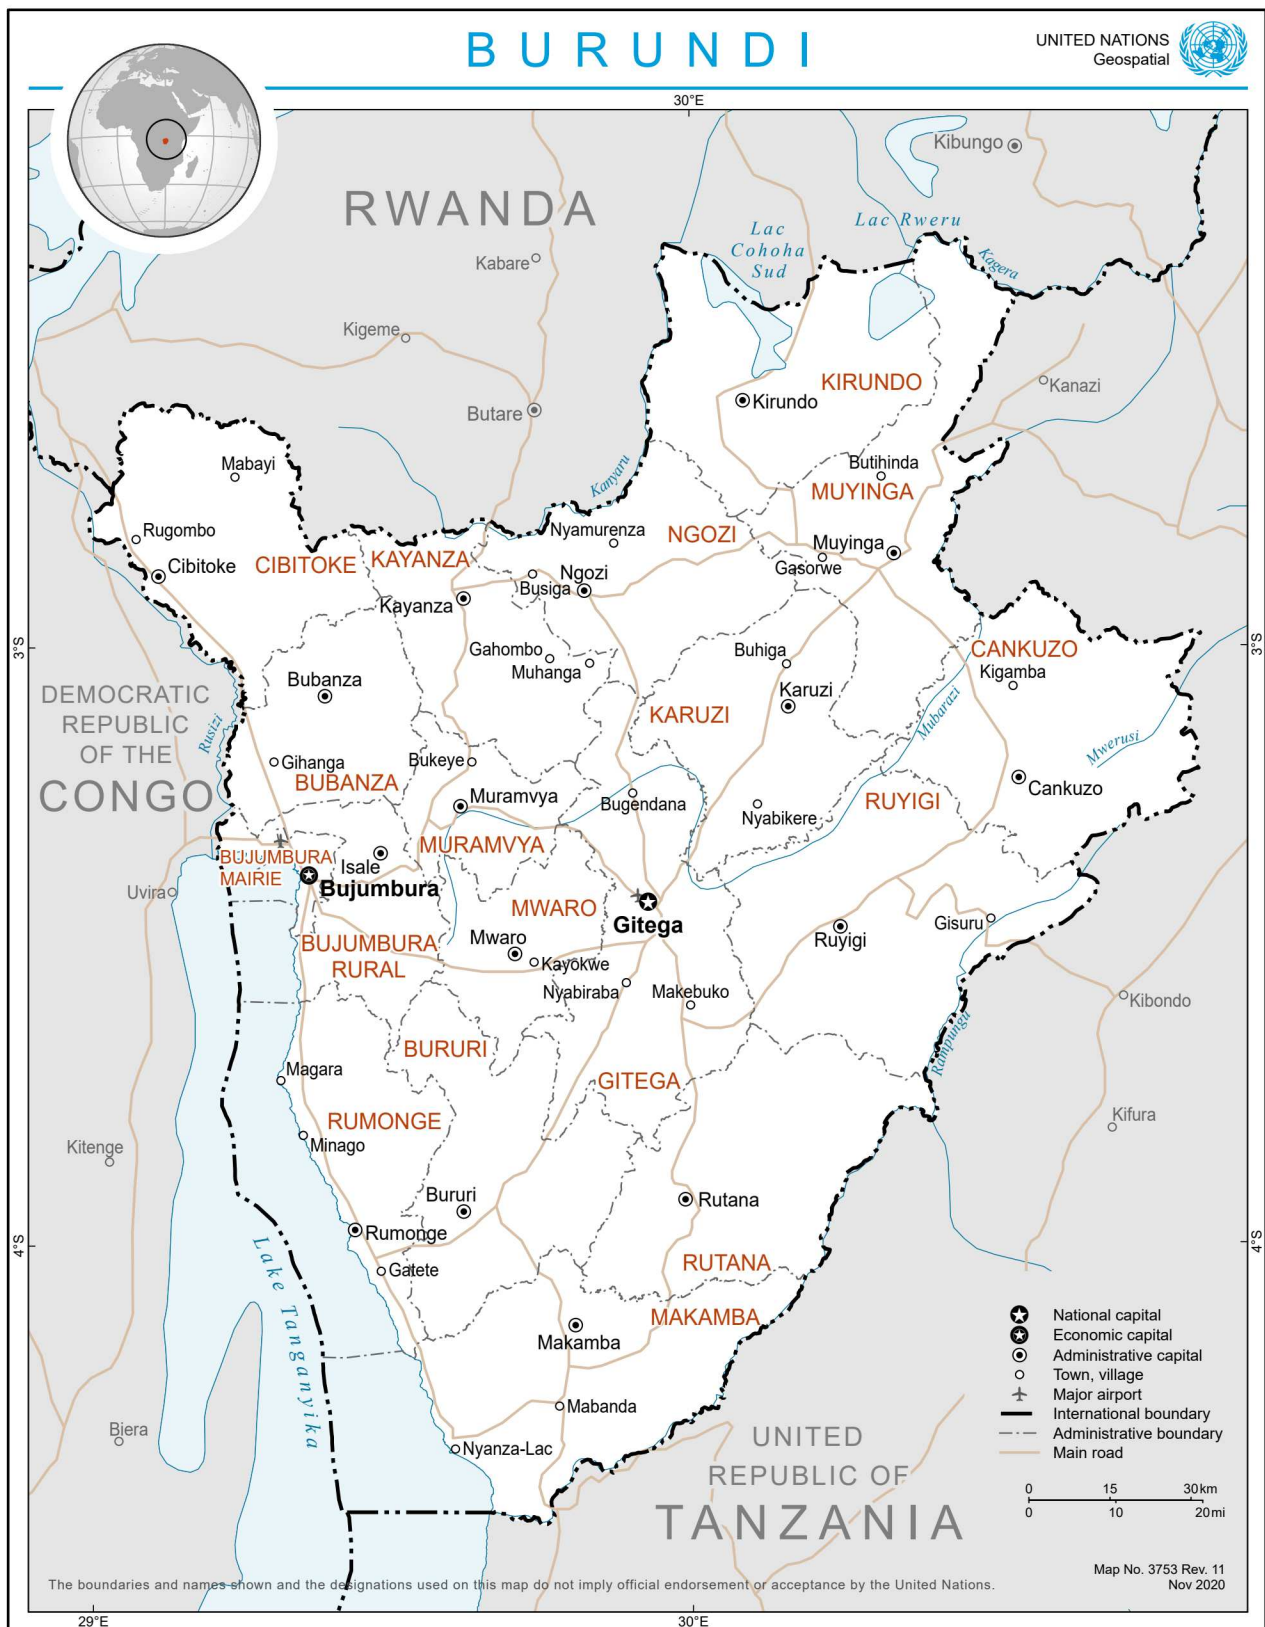 BURUNDI
UNITED NATIONS
Geospatial
30°E
Kibungo
RWANDA
Lac Rweru
Lac
Cohoha
Sud
Kagera
Kabare
Kigeme
Kanazi
KIRUNDO
Kirundo
Butare
Mabayi
Kanyaru
Butihinda
MUYINGA
Rugombo
Nyamurenza
NGOZI
Muyinga
Gasorwe
CIBITOKE
KAYANZA
Cibitoke
Ngozi
Busiga
Kayanza
3°S
3°S
Gahombo
Muhanga
Buhiga
CANKUZO
Kigamba
Bubanza
Karuzi
KARUZI
Mubarazi
DEMOCRATIC
REPUBLIC
OF THE
CONGO
Rusizi
Mwerusi
Gihanga
BUBANZA
Bukeye
Cankuzo
Muramvya
Bugendana
Nyabikere
RUYIGI
MURAMVYA
BUJUMBURA
MAIRIE
Isale
Bujumbura
Uvira
MWARO
Gitega
Gisuru
Ruyigi
Mwaro
BUJUMBURA
RURAL
Kayokwe
Nyabiraba
Makebuko
Kibondo
Rampungu
BURURI
Magara
GITEGA
RUMONGE
Minago
Kifura
Kitenge
Bururi
Rutana
Rumonge
4°S
4°S
Gatete
RUTANA
Lake Tanganyika
MAKAMBA
Makamba
National capital
Economic capital
Administrative capital
Town, village
Major airport
International boundary
Administrative boundary
Main road
Mabanda
Biera
Nyanza-Lac
UNITED
REPUBLIC OF
TANZANIA
0 15 30 km
0 10 20 mi
Map No. 3753 Rev. 11
Nov 2020
The boundaries and names shown and the designations used on this map do not imply official endorsement or acceptance by the United Nations.
29°E
30°E